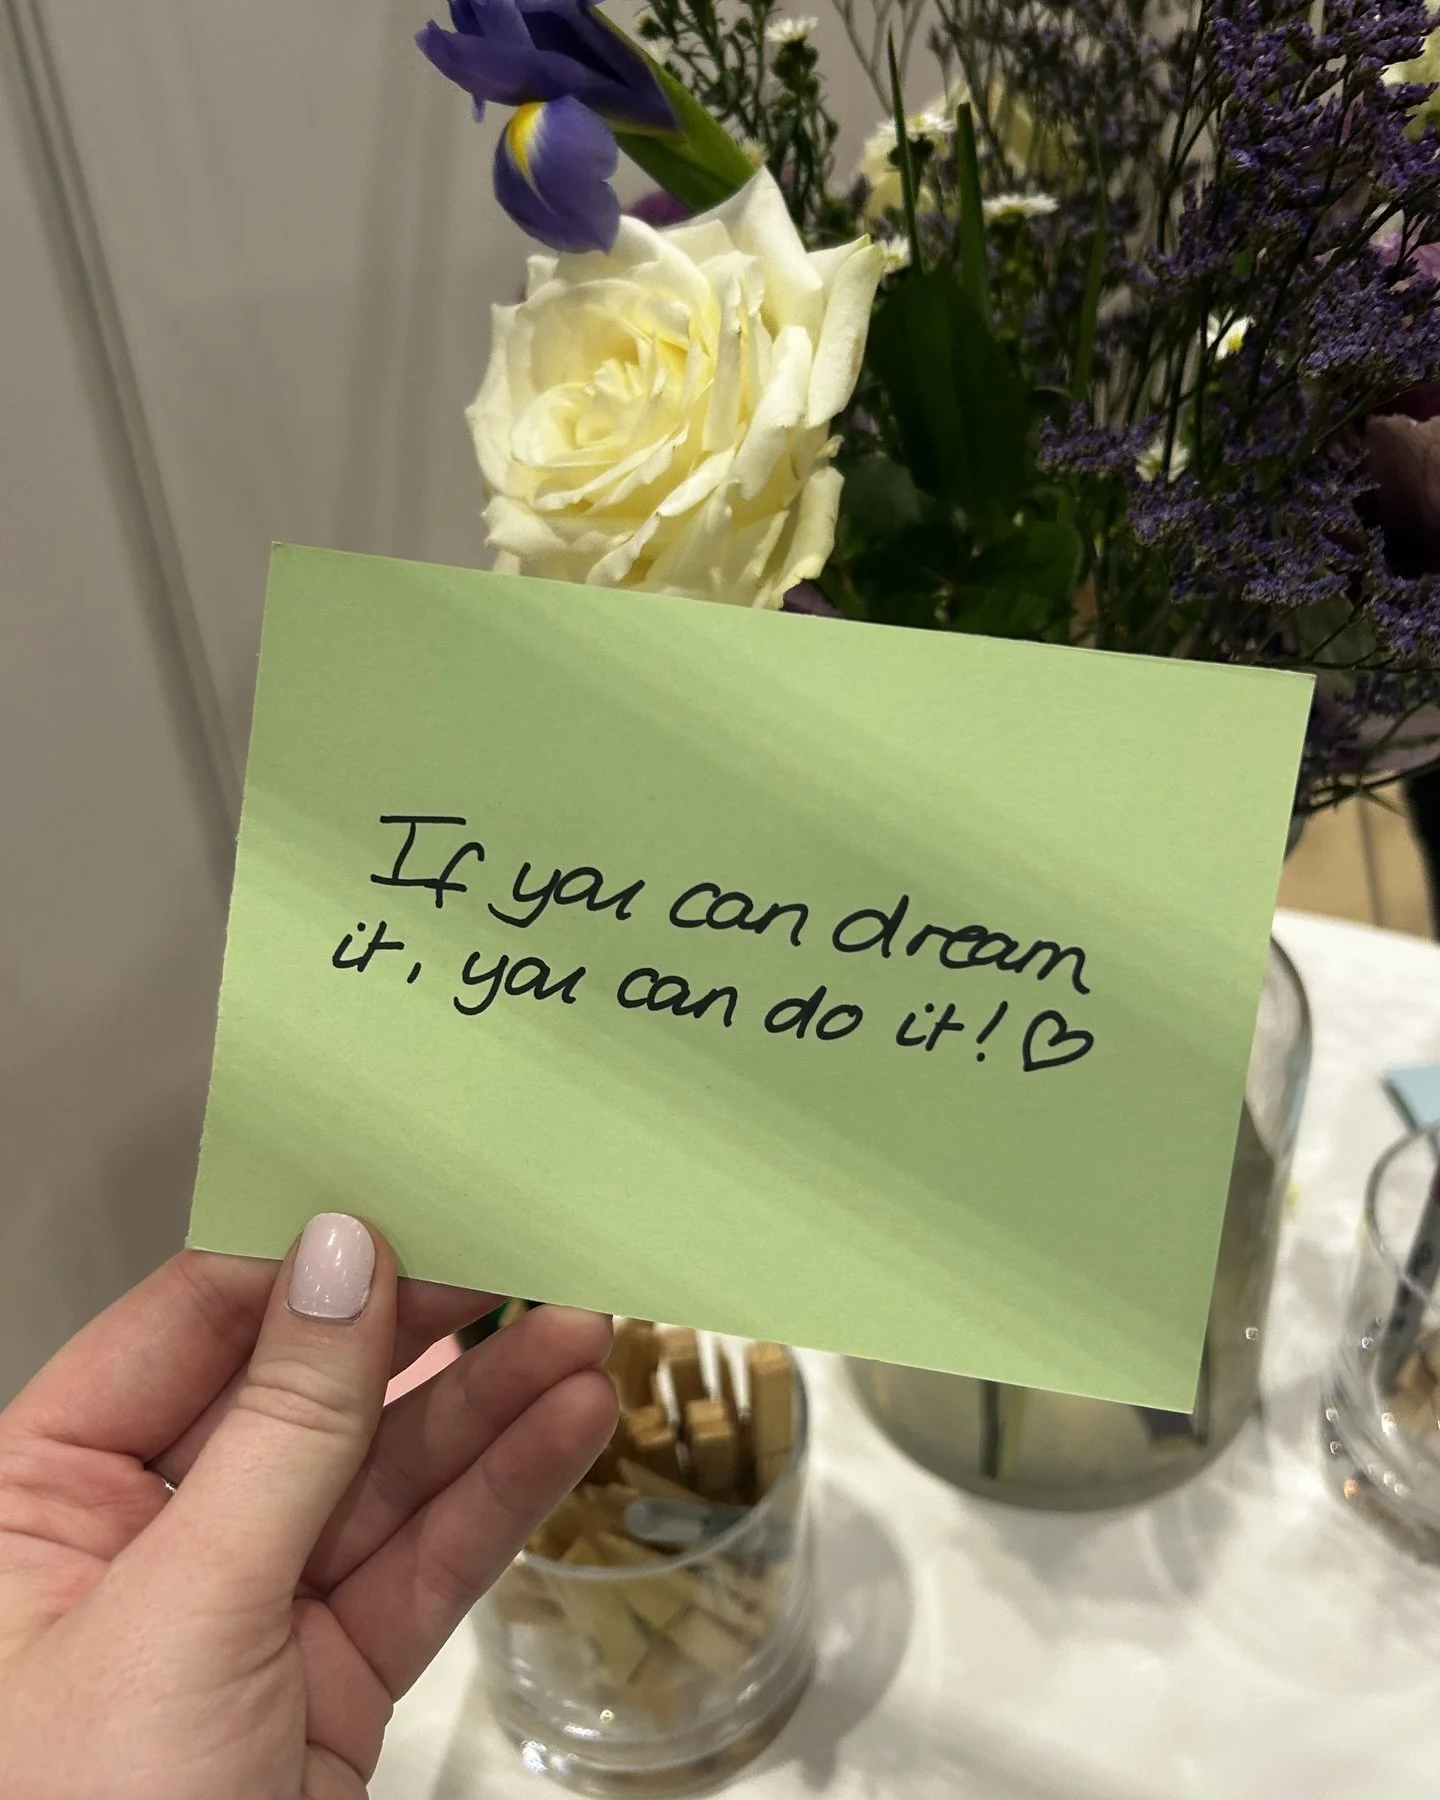 If you can dream
it, you can do it! ♡